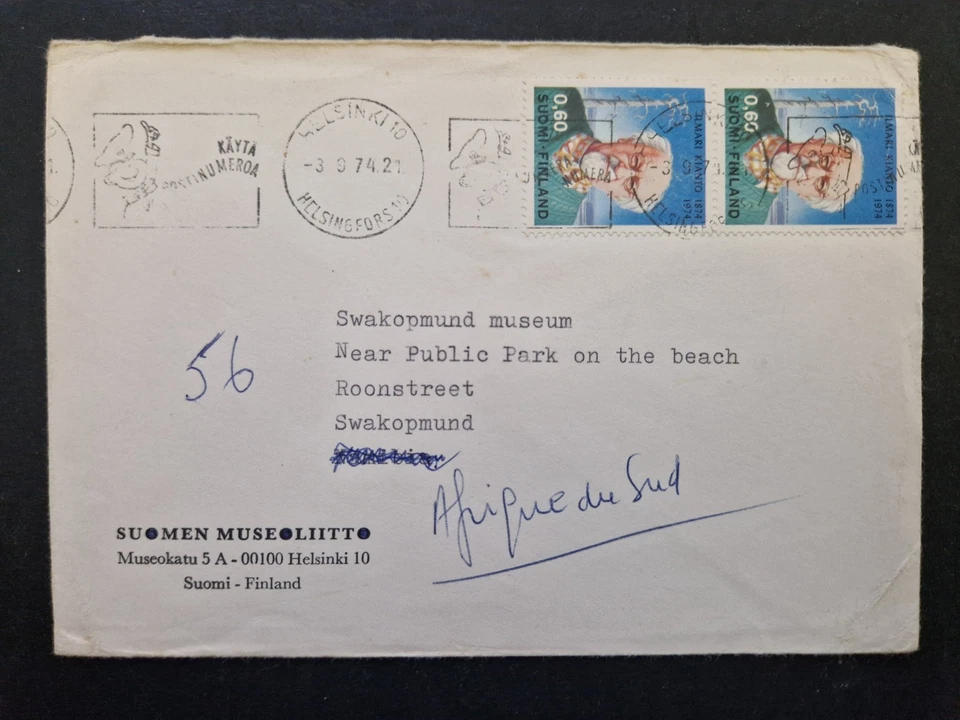 KÄYTÄ
POSTINUMEROA
HELSINKI 10
-3 9 74.21
HELSINGFORS 10
0,60
SUOMI·FINLAND
ILMARI KIANTO 1874
1974
0,60
SUOMI·FINLAND
ILMARI KIANTO 1874
1974
56
Swakopmund museum
Near Public Park on the beach
Roonstreet
Swakopmund
Afrique du Sud
SUOMEN MUSEOLIITTO
Museokatu 5 A - 00100 Helsinki 10
Suomi - Finland